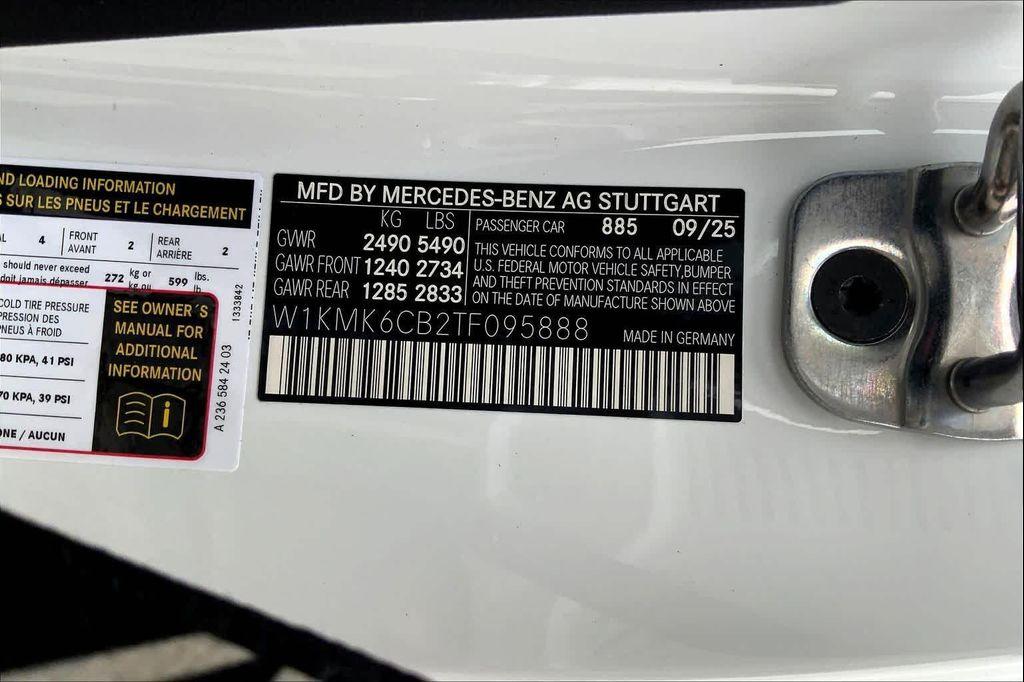 ND LOADING INFORMATION
S SUR LES PNEUS ET LE CHARGEMENT
4 FRONT AVANT 2 REAR ARRIÈRE 2
should never exceed 272 kg or 599 lbs.
doit jamais dépasser kg ou lb.
COLD TIRE PRESSURE
PRESSION DES
PNEUS À FROID
80 KPA, 41 PSI
70 KPA, 39 PSI
ONE / AUCUN
SEE OWNER´S
MANUAL FOR
ADDITIONAL
INFORMATION
i
1333842
A 236 584 24 03
MFD BY MERCEDES-BENZ AG STUTTGART
KG LBS
GVWR 2490 5490
GAWR FRONT 1240 2734
GAWR REAR 1285 2833
PASSENGER CAR 885 09/25
THIS VEHICLE CONFORMS TO ALL APPLICABLE
U.S. FEDERAL MOTOR VEHICLE SAFETY,BUMPER
AND THEFT PREVENTION STANDARDS IN EFFECT
ON THE DATE OF MANUFACTURE SHOWN ABOVE
W1KMK6CB2TF095888
MADE IN GERMANY